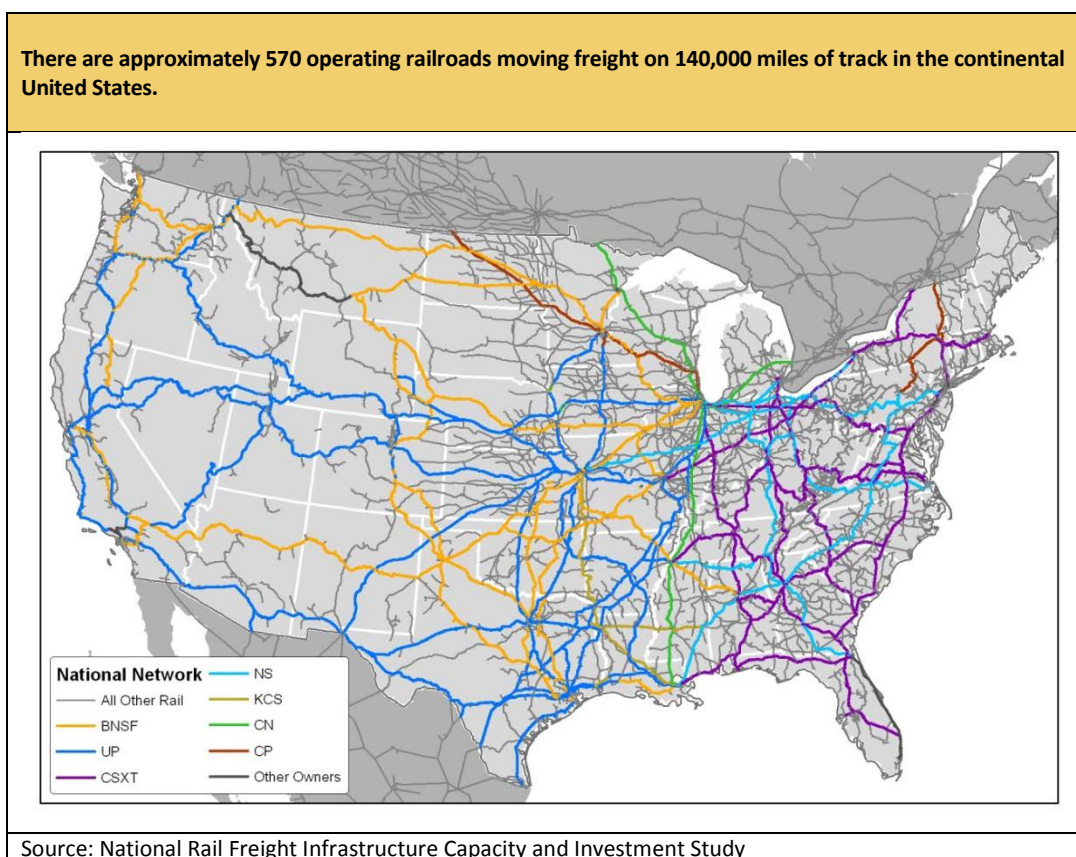 There are approximately 570 operating railroads moving freight on 140,000 miles of track in the continental
United States.
National Network
All Other Rail
BNSF
UP
CSXT
NS
KCS
CN
CP
Other Owners
Source: National Rail Freight Infrastructure Capacity and Investment Study